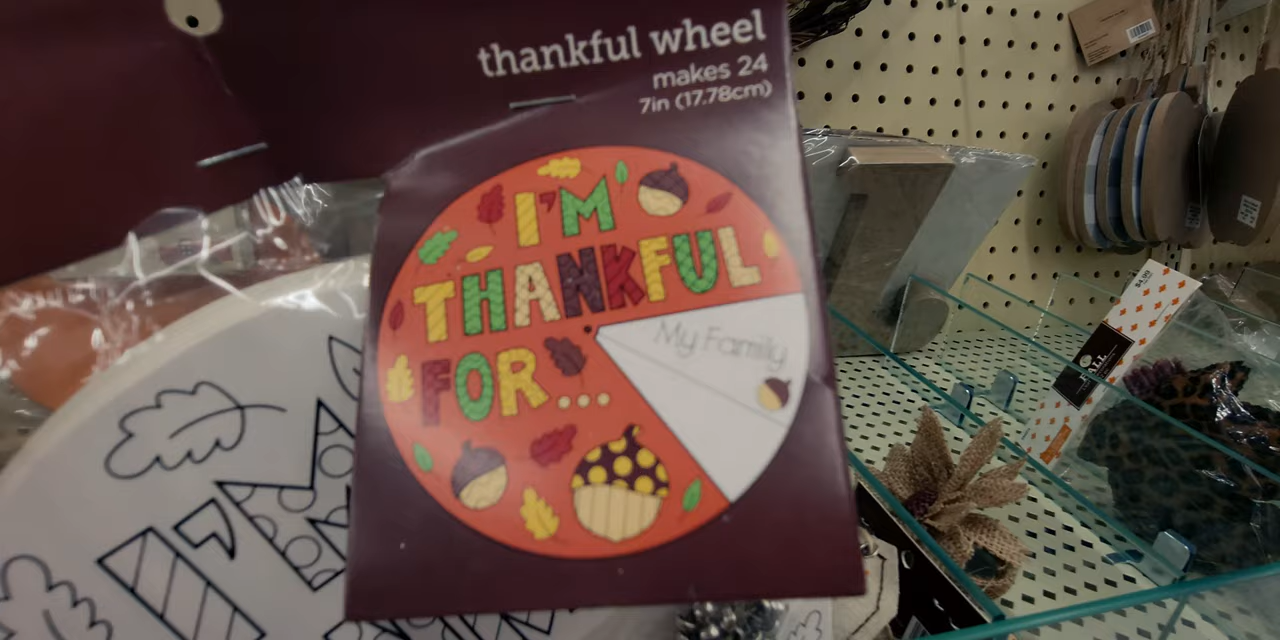 thankful wheel
makes 24
7in (17.78cm)
I'M
THANKFUL
FOR...
My Family
I'M